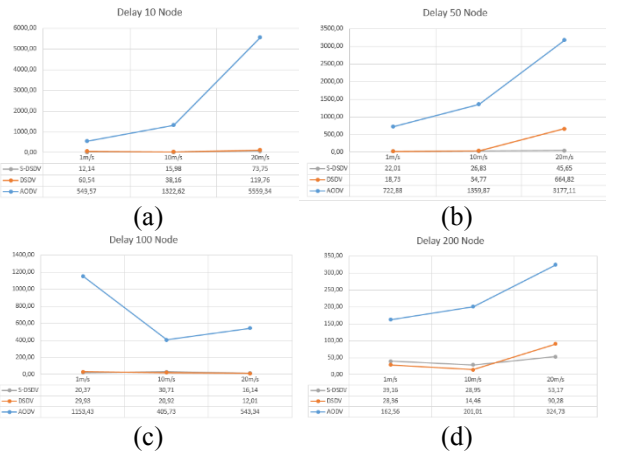 Delay 10 Node
6000,00
5000,00
4000,00
3000,00
2000,00
1000,00
0,00
1m/s 10m/s 20m/s
S-DSDV 12,14 15,98 73,75
DSDV 60,54 38,16 119,76
AODV 543,57 1322,62 5559,54
(a)
Delay 50 Node
3500,00
3000,00
2500,00
2000,00
1500,00
1000,00
500,00
0,00
1m/s 10m/s 20m/s
S-DSDV 22,01 26,83 45,65
DSDV 18,73 34,77 664,82
AODV 722,88 1359,87 3177,11
(b)
Delay 100 Node
1400,00
1200,00
1000,00
800,00
600,00
400,00
200,00
0,00
1m/s 10m/s 20m/s
S-DSDV 20,37 30,71 16,14
DSDV 29,93 20,92 12,01
AODV 1153,43 405,73 543,34
(c)
Delay 200 Node
350,00
300,00
250,00
200,00
150,00
100,00
50,00
0,00
1m/s 10m/s 20m/s
S-DSDV 39,16 28,95 53,17
DSDV 28,36 14,46 90,28
AODV 162,56 201,01 324,73
(d)